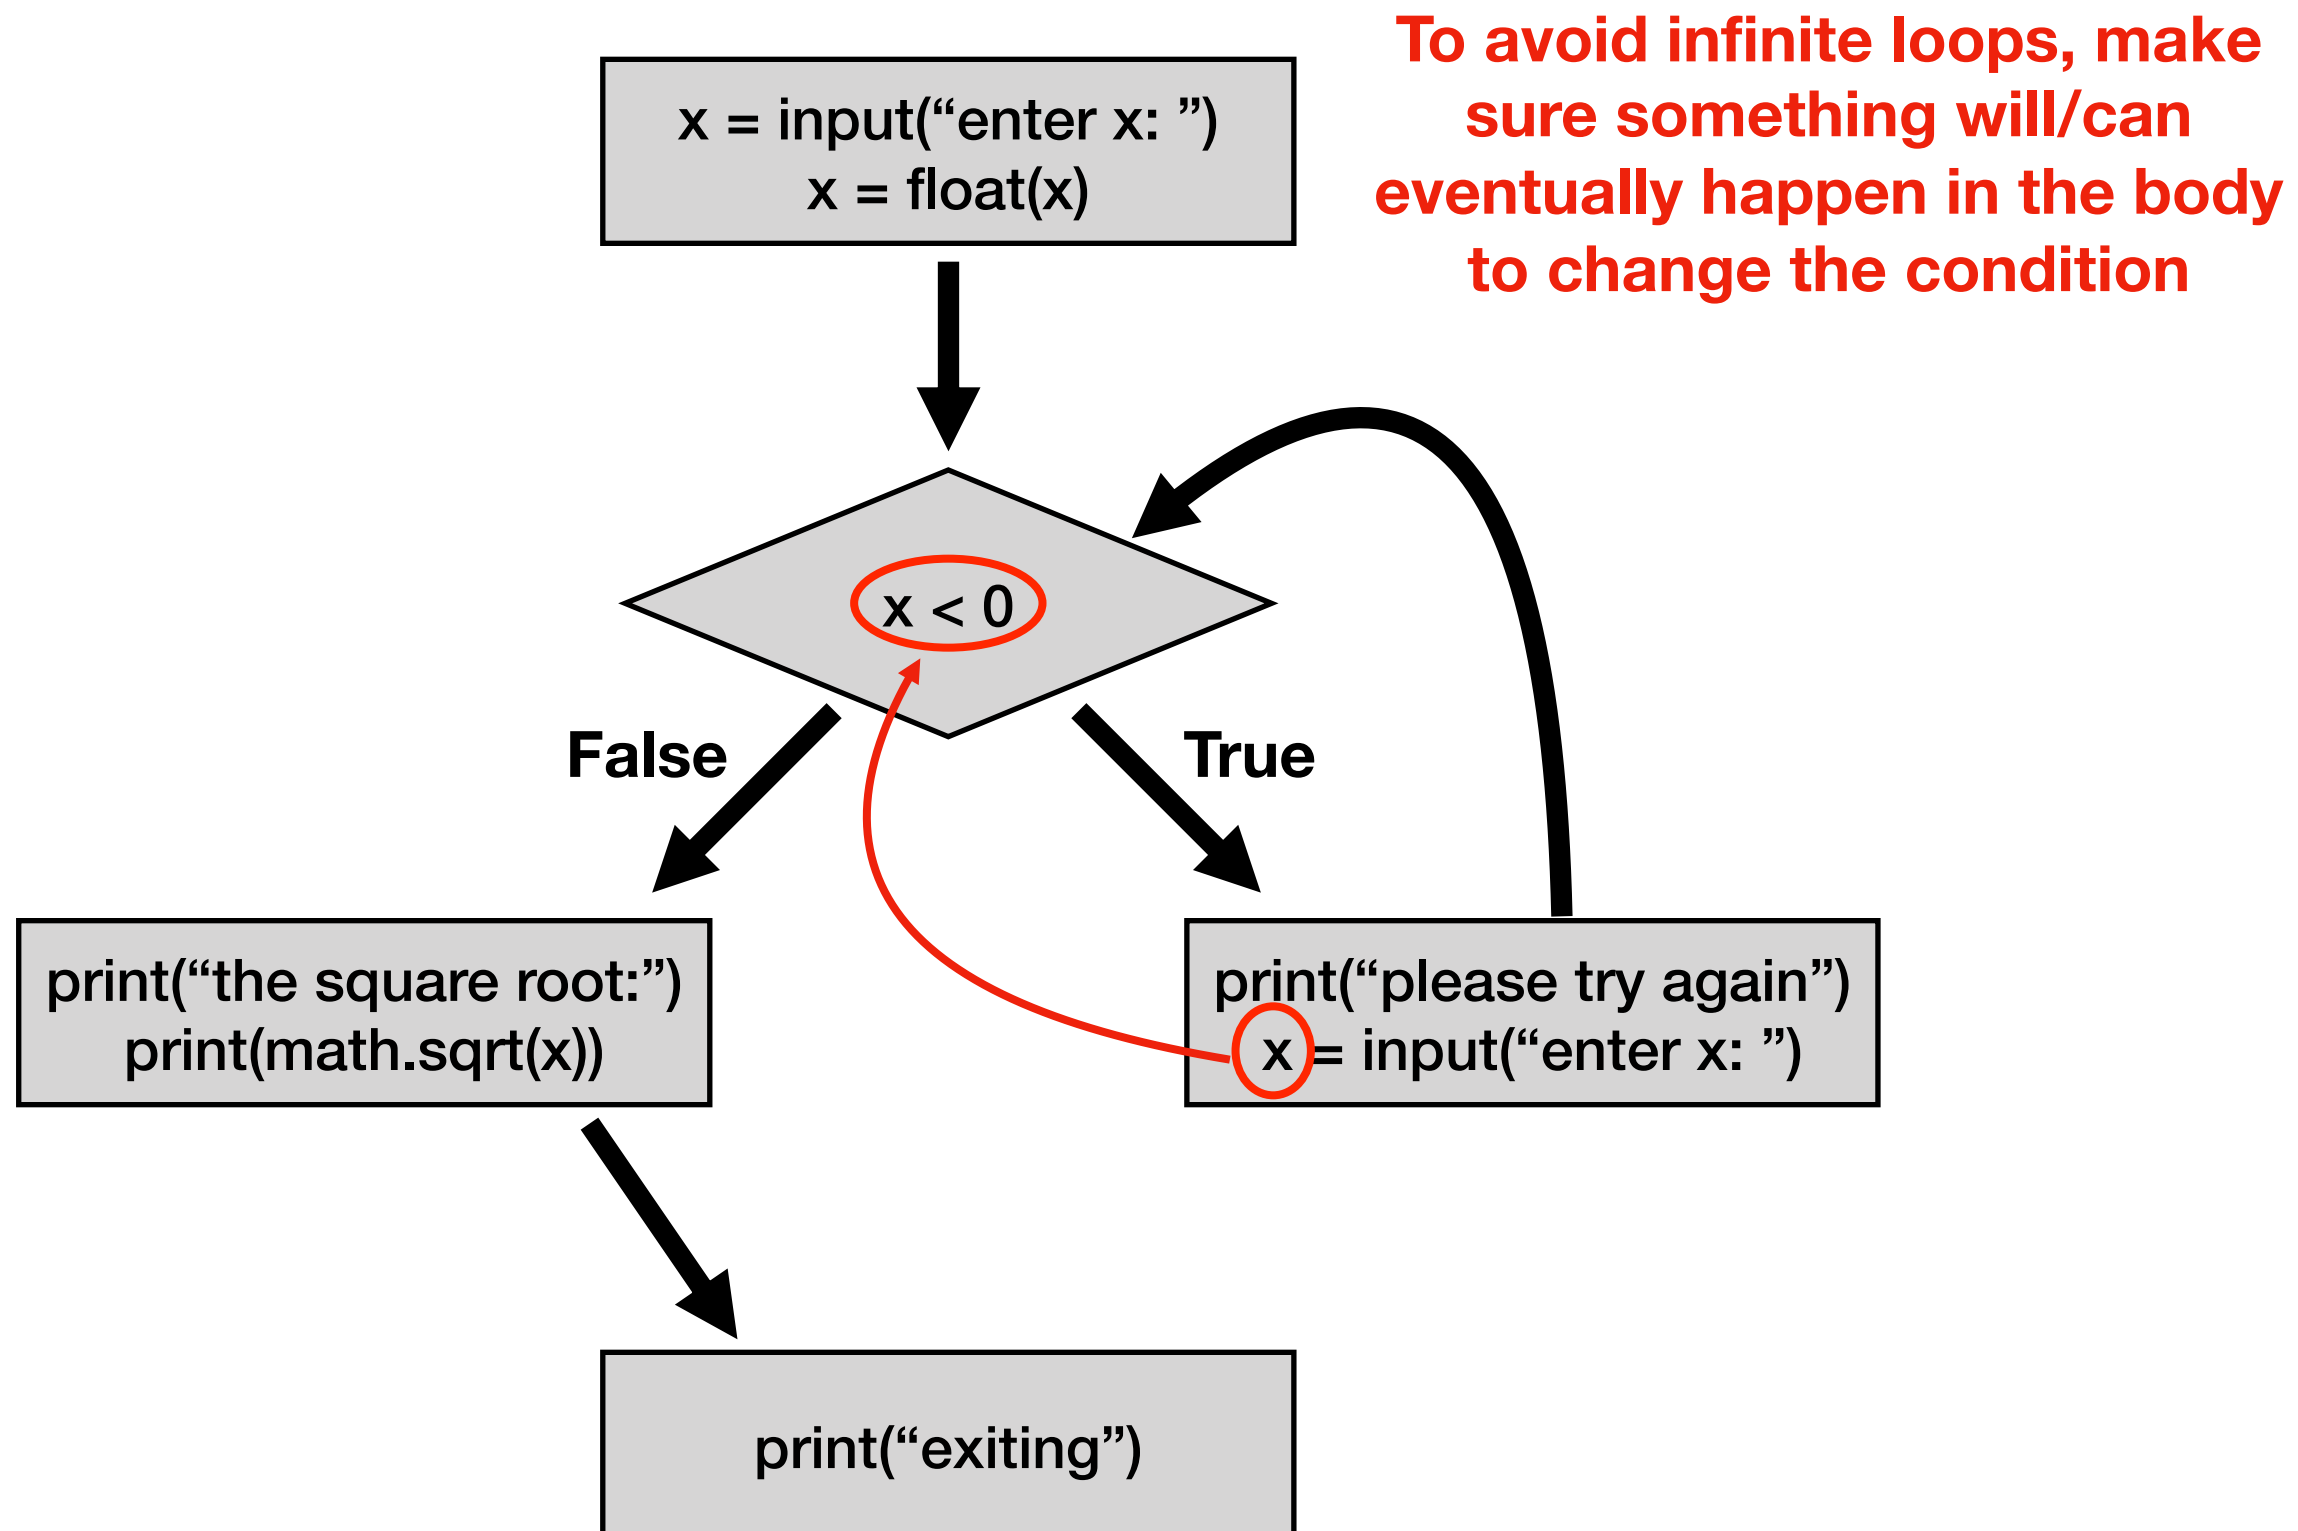 To avoid infinite loops, make
sure something will/can
eventually happen in the body
to change the condition
x = input(“enter x: ”)
x = float(x)
x < 0
False
True
print(“the square root:”)
print(math.sqrt(x))
print(“please try again”)
x = input(“enter x: ”)
print(“exiting”)